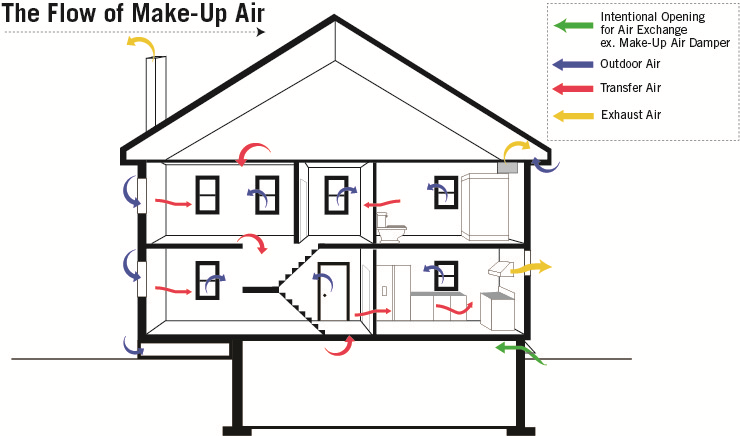 The Flow of Make-Up Air
Intentional Opening
for Air Exchange
ex. Make-Up Air Damper
Outdoor Air
Transfer Air
Exhaust Air